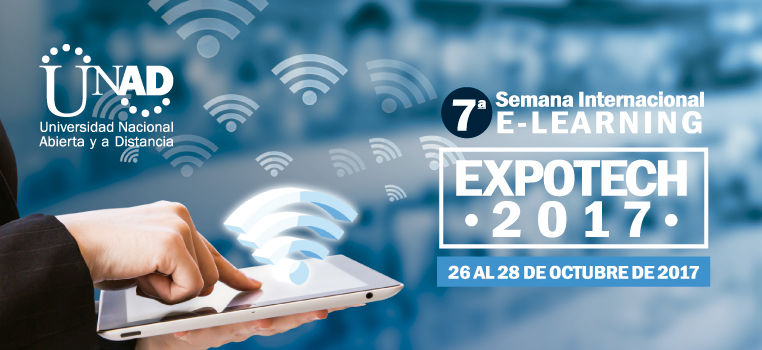 UNAD
Universidad Nacional
Abierta y a Distancia
7ª
Semana Internacional
E-LEARNING
EXPOTECH
• 2017 •
26 AL 28 DE OCTUBRE DE 2017